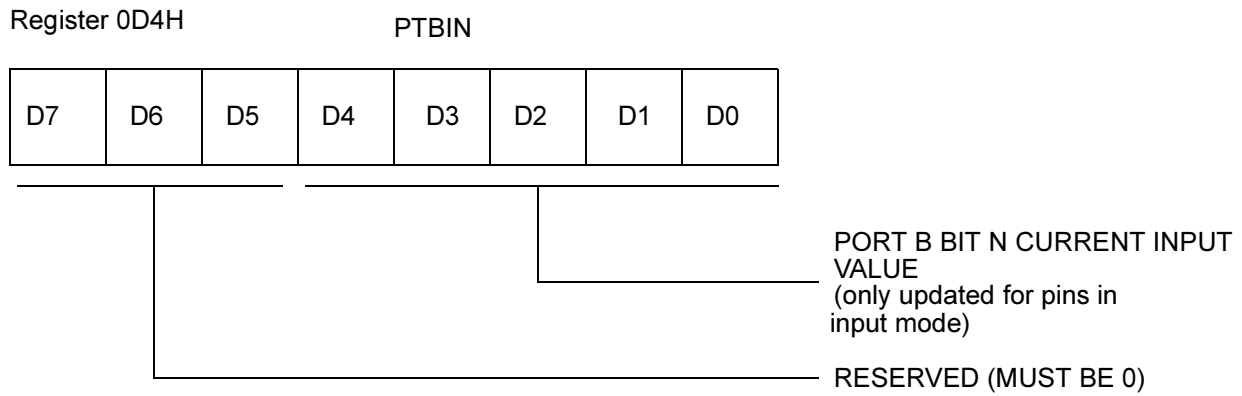 Register 0D4H
PTBIN
D7 D6 D5 D4 D3 D2 D1 D0
PORT B BIT N CURRENT INPUT
VALUE
(only updated for pins in
input mode)
RESERVED (MUST BE 0)